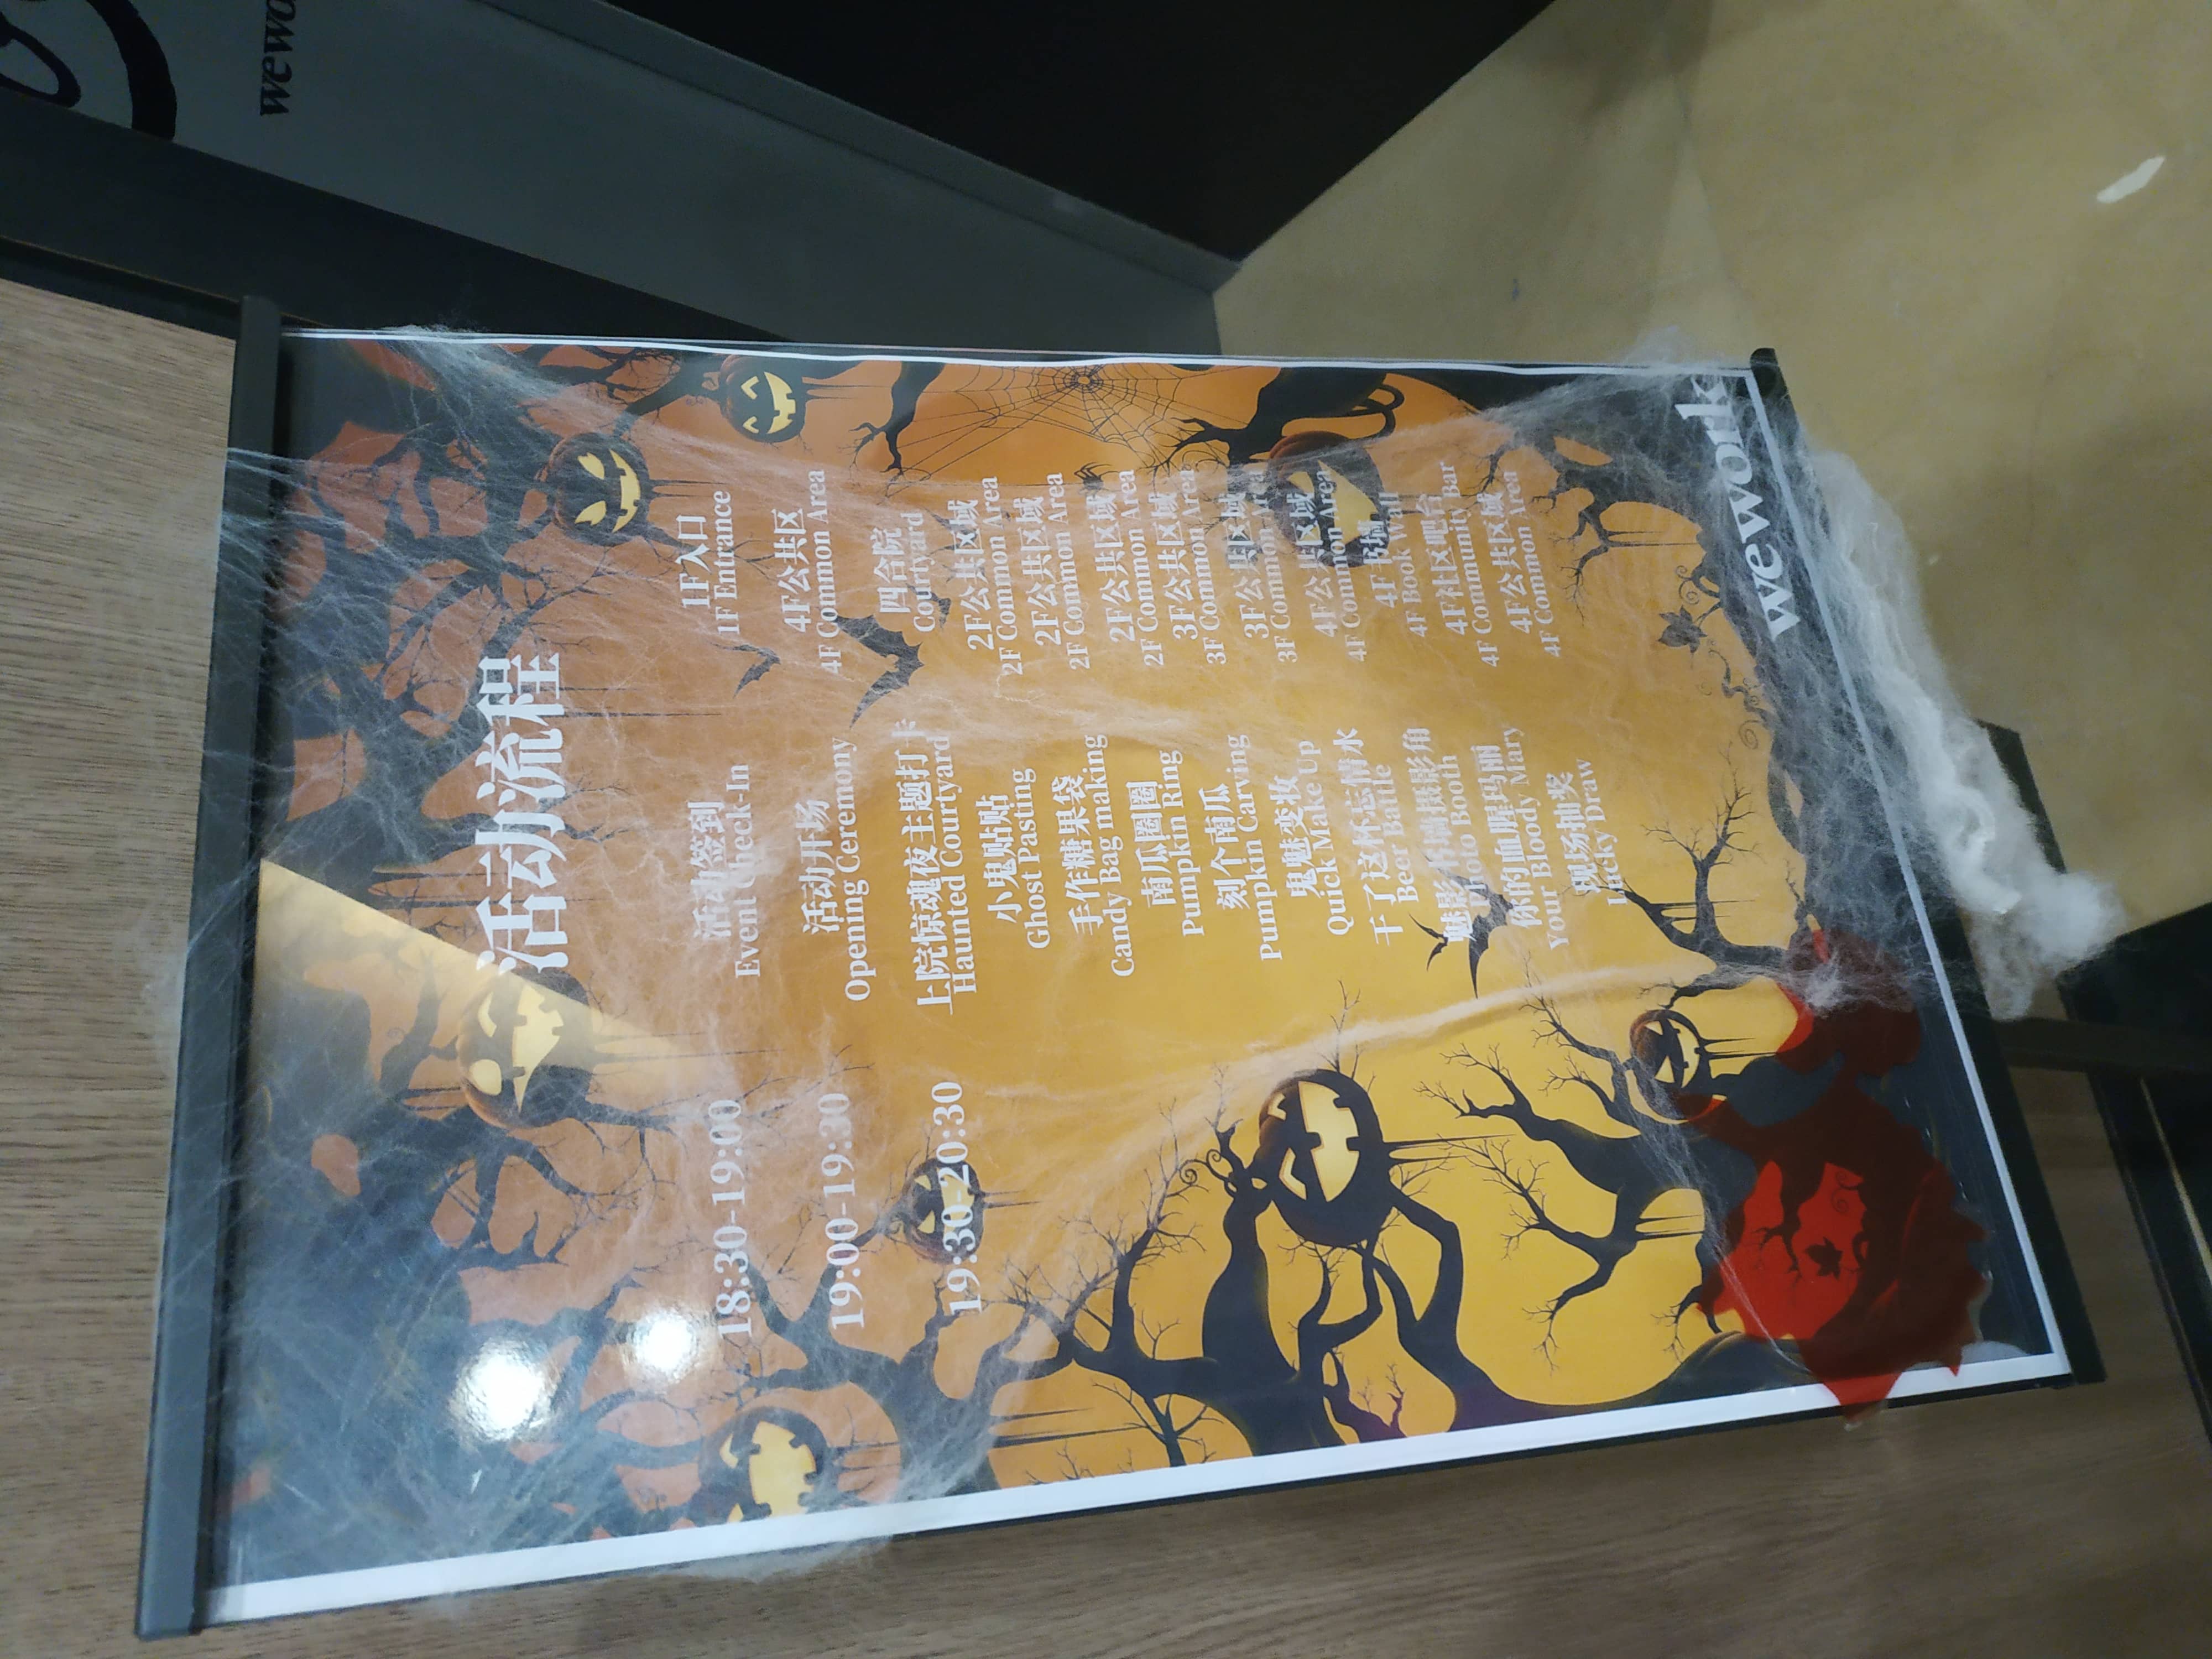 wewo
活动流程
18:30-19:00 活动签到 1F入口
Event Check-In 1F Entrance
19:00-19:30 活动开场 4F公共区
Opening Ceremony 4F Common Area
19:30-20:30 上院惊魂夜主题打卡 四合院
Haunted Courtyard Courtyard
小鬼贴贴 2F公共区域
Ghost Pasting 2F Common Area
手作糖果袋 2F公共区域
Candy Bag making 2F Common Area
南瓜圈圈 2F公共区域
Pumpkin Ring 2F Common Area
刻个南瓜 3F公共区域
Pumpkin Carving 3F Common Area
鬼魅变妆 3F公共区域
Quick Make Up 3F Common Area
干了这杯忘情水 4F公共区域
Beer Battle 4F Common Area
魅影书墙摄影角 4F书墙
Photo Booth 4F Book Wall
你的血腥玛丽 4F社区吧台
Your Bloody Mary 4F Community Bar
现场抽奖 4F公共区域
Lucky Draw 4F Common Area
wework